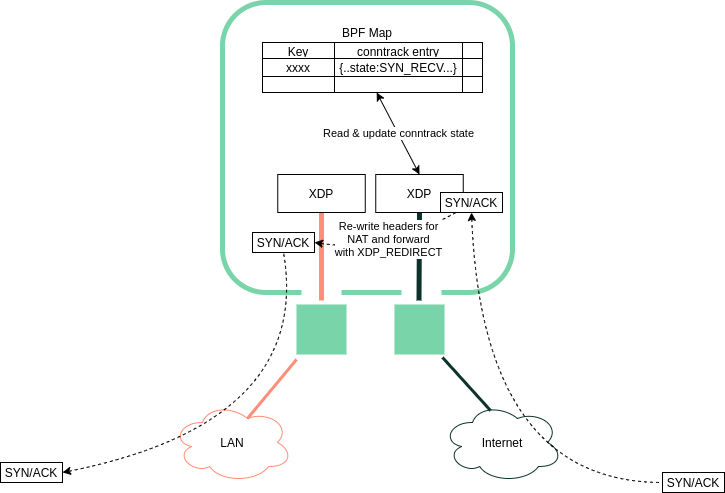 BPF Map
Key conntrack entry
xxxx {..state:SYN_RECV...}
Read & update conntrack state
XDP XDP
SYN/ACK
Re-write headers for
NAT and forward
with XDP_REDIRECT
SYN/ACK
LAN Internet
SYN/ACK
SYN/ACK